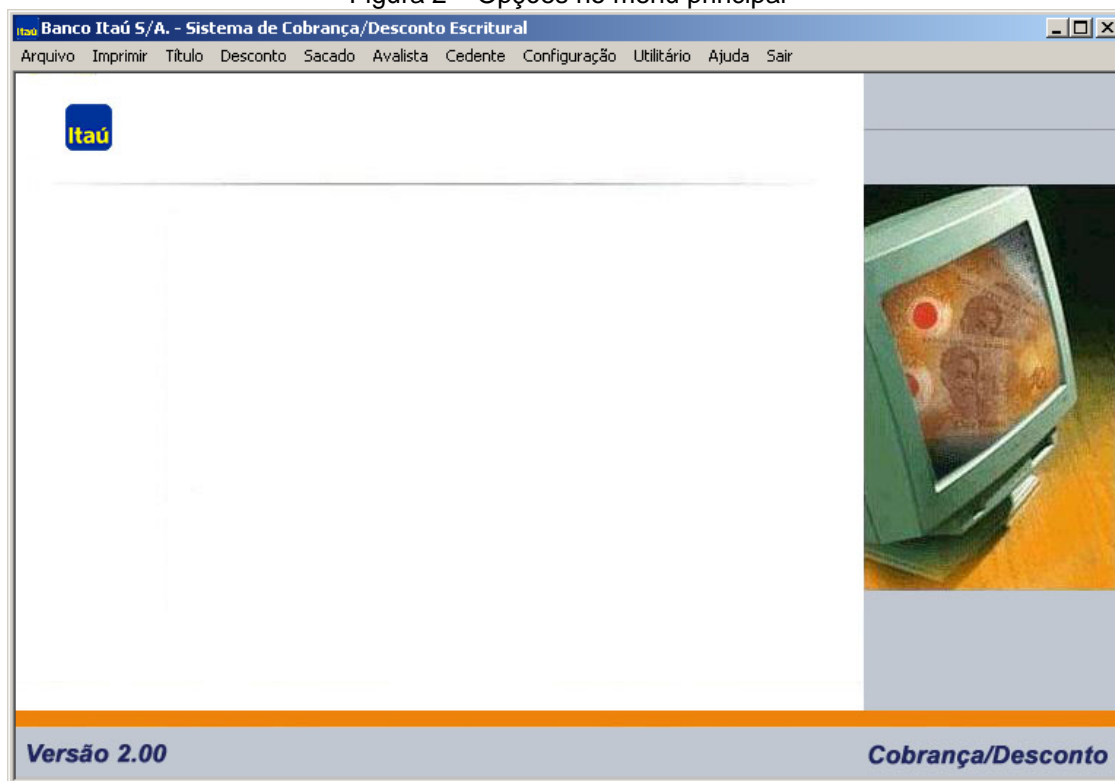 Figura 2 – Opções no menu principal
Itaú Banco Itaú S/A. - Sistema de Cobrança/Desconto Escritural
Arquivo Imprimir Título Desconto Sacado Avalista Cedente Configuração Utilitário Ajuda Sair
Itaú
Versão 2.00 Cobrança/Desconto